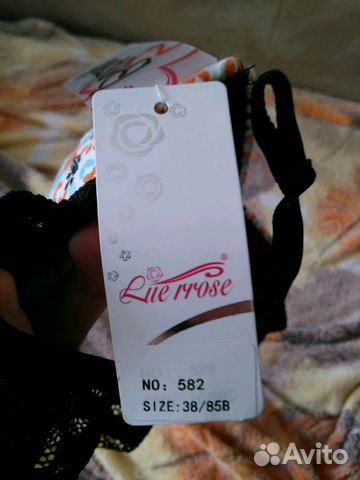 Lue rrose®
NO: 582
SIZE:38/85B
Avito